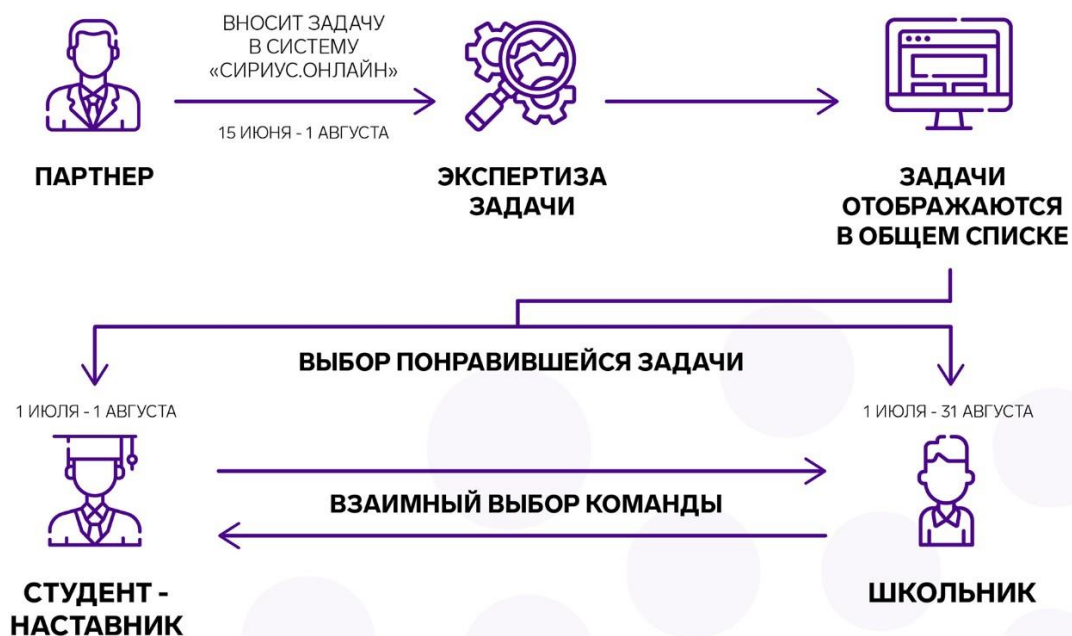 ВНОСИТ ЗАДАЧУ
В СИСТЕМУ
«СИРИУС.ОНЛАЙН»
15 ИЮНЯ - 1 АВГУСТА
ПАРТНЕР
ЭКСПЕРТИЗА
ЗАДАЧИ
ЗАДАЧИ
ОТОБРАЖАЮТСЯ
В ОБЩЕМ СПИСКЕ
ВЫБОР ПОНРАВИВШЕЙСЯ ЗАДАЧИ
1 ИЮЛЯ - 1 АВГУСТА
1 ИЮЛЯ - 31 АВГУСТА
ВЗАИМНЫЙ ВЫБОР КОМАНДЫ
СТУДЕНТ -
НАСТАВНИК
ШКОЛЬНИК